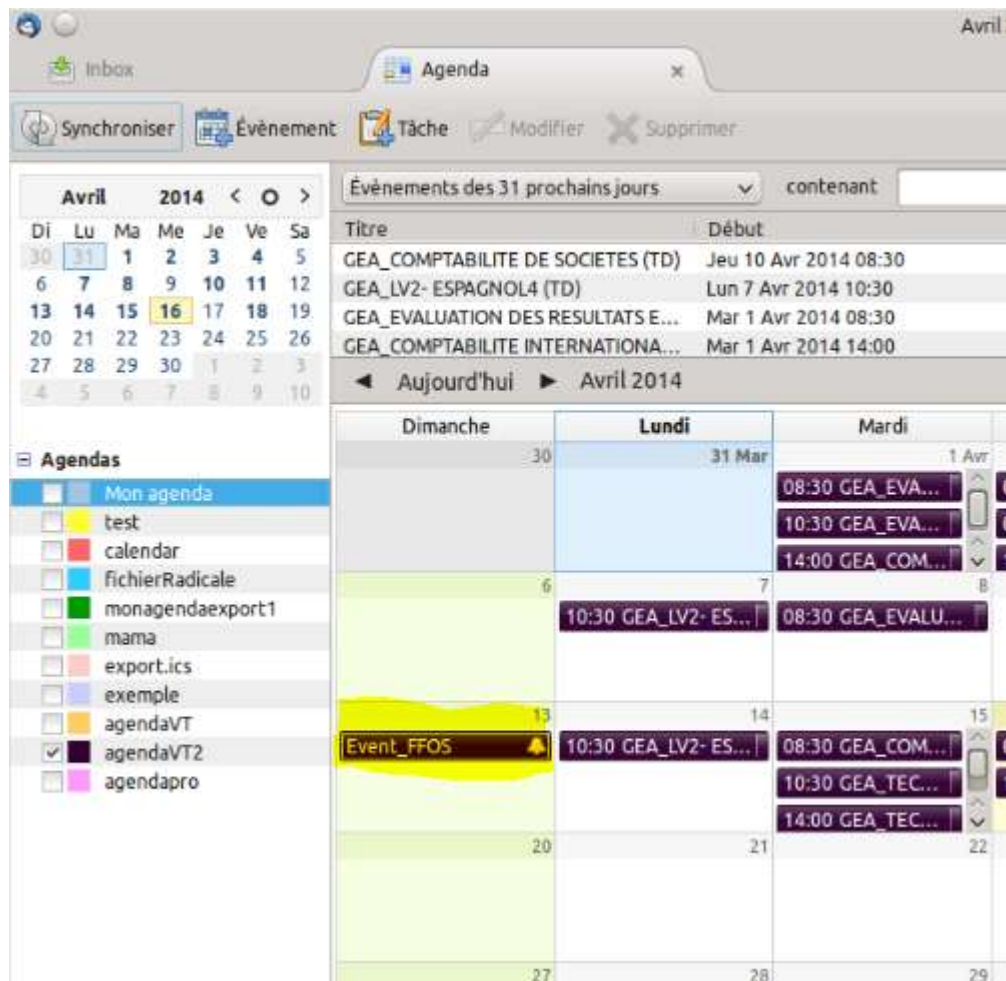 Avril
Inbox
Agenda
Synchroniser Évènement Tâche Modifier Supprimer
Avril 2014
Di Lu Ma Me Je Ve Sa
30 31 1 2 3 4 5
6 7 8 9 10 11 12
13 14 15 16 17 18 19
20 21 22 23 24 25 26
27 28 29 30 1 2 3
4 5 6 7 8 9 10
Évènements des 31 prochains jours contenant
Titre Début
GEA_COMPTABILITE DE SOCIETES (TD) Jeu 10 Avr 2014 08:30
GEA_LV2- ESPAGNOL4 (TD) Lun 7 Avr 2014 10:30
GEA_EVALUATION DES RESULTATS E... Mar 1 Avr 2014 08:30
GEA_COMPTABILITE INTERNATIONA... Mar 1 Avr 2014 14:00
Aujourd'hui Avril 2014
Agendas
Mon agenda
test
calendar
fichierRadicale
monagendaexport1
mama
export.ics
exemple
agendaVT
agendaVT2
agendapro
Dimanche Lundi Mardi
30 31 Mar 1 Avr
08:30 GEA_EVA...
10:30 GEA_EVA...
14:00 GEA_COM...
6 7 8
10:30 GEA_LV2- ES... 08:30 GEA_EVALU...
13 14 15
Event_FFOS 10:30 GEA_LV2- ES... 08:30 GEA_COM...
10:30 GEA_TEC...
14:00 GEA_TEC...
20 21 22
27 28 29